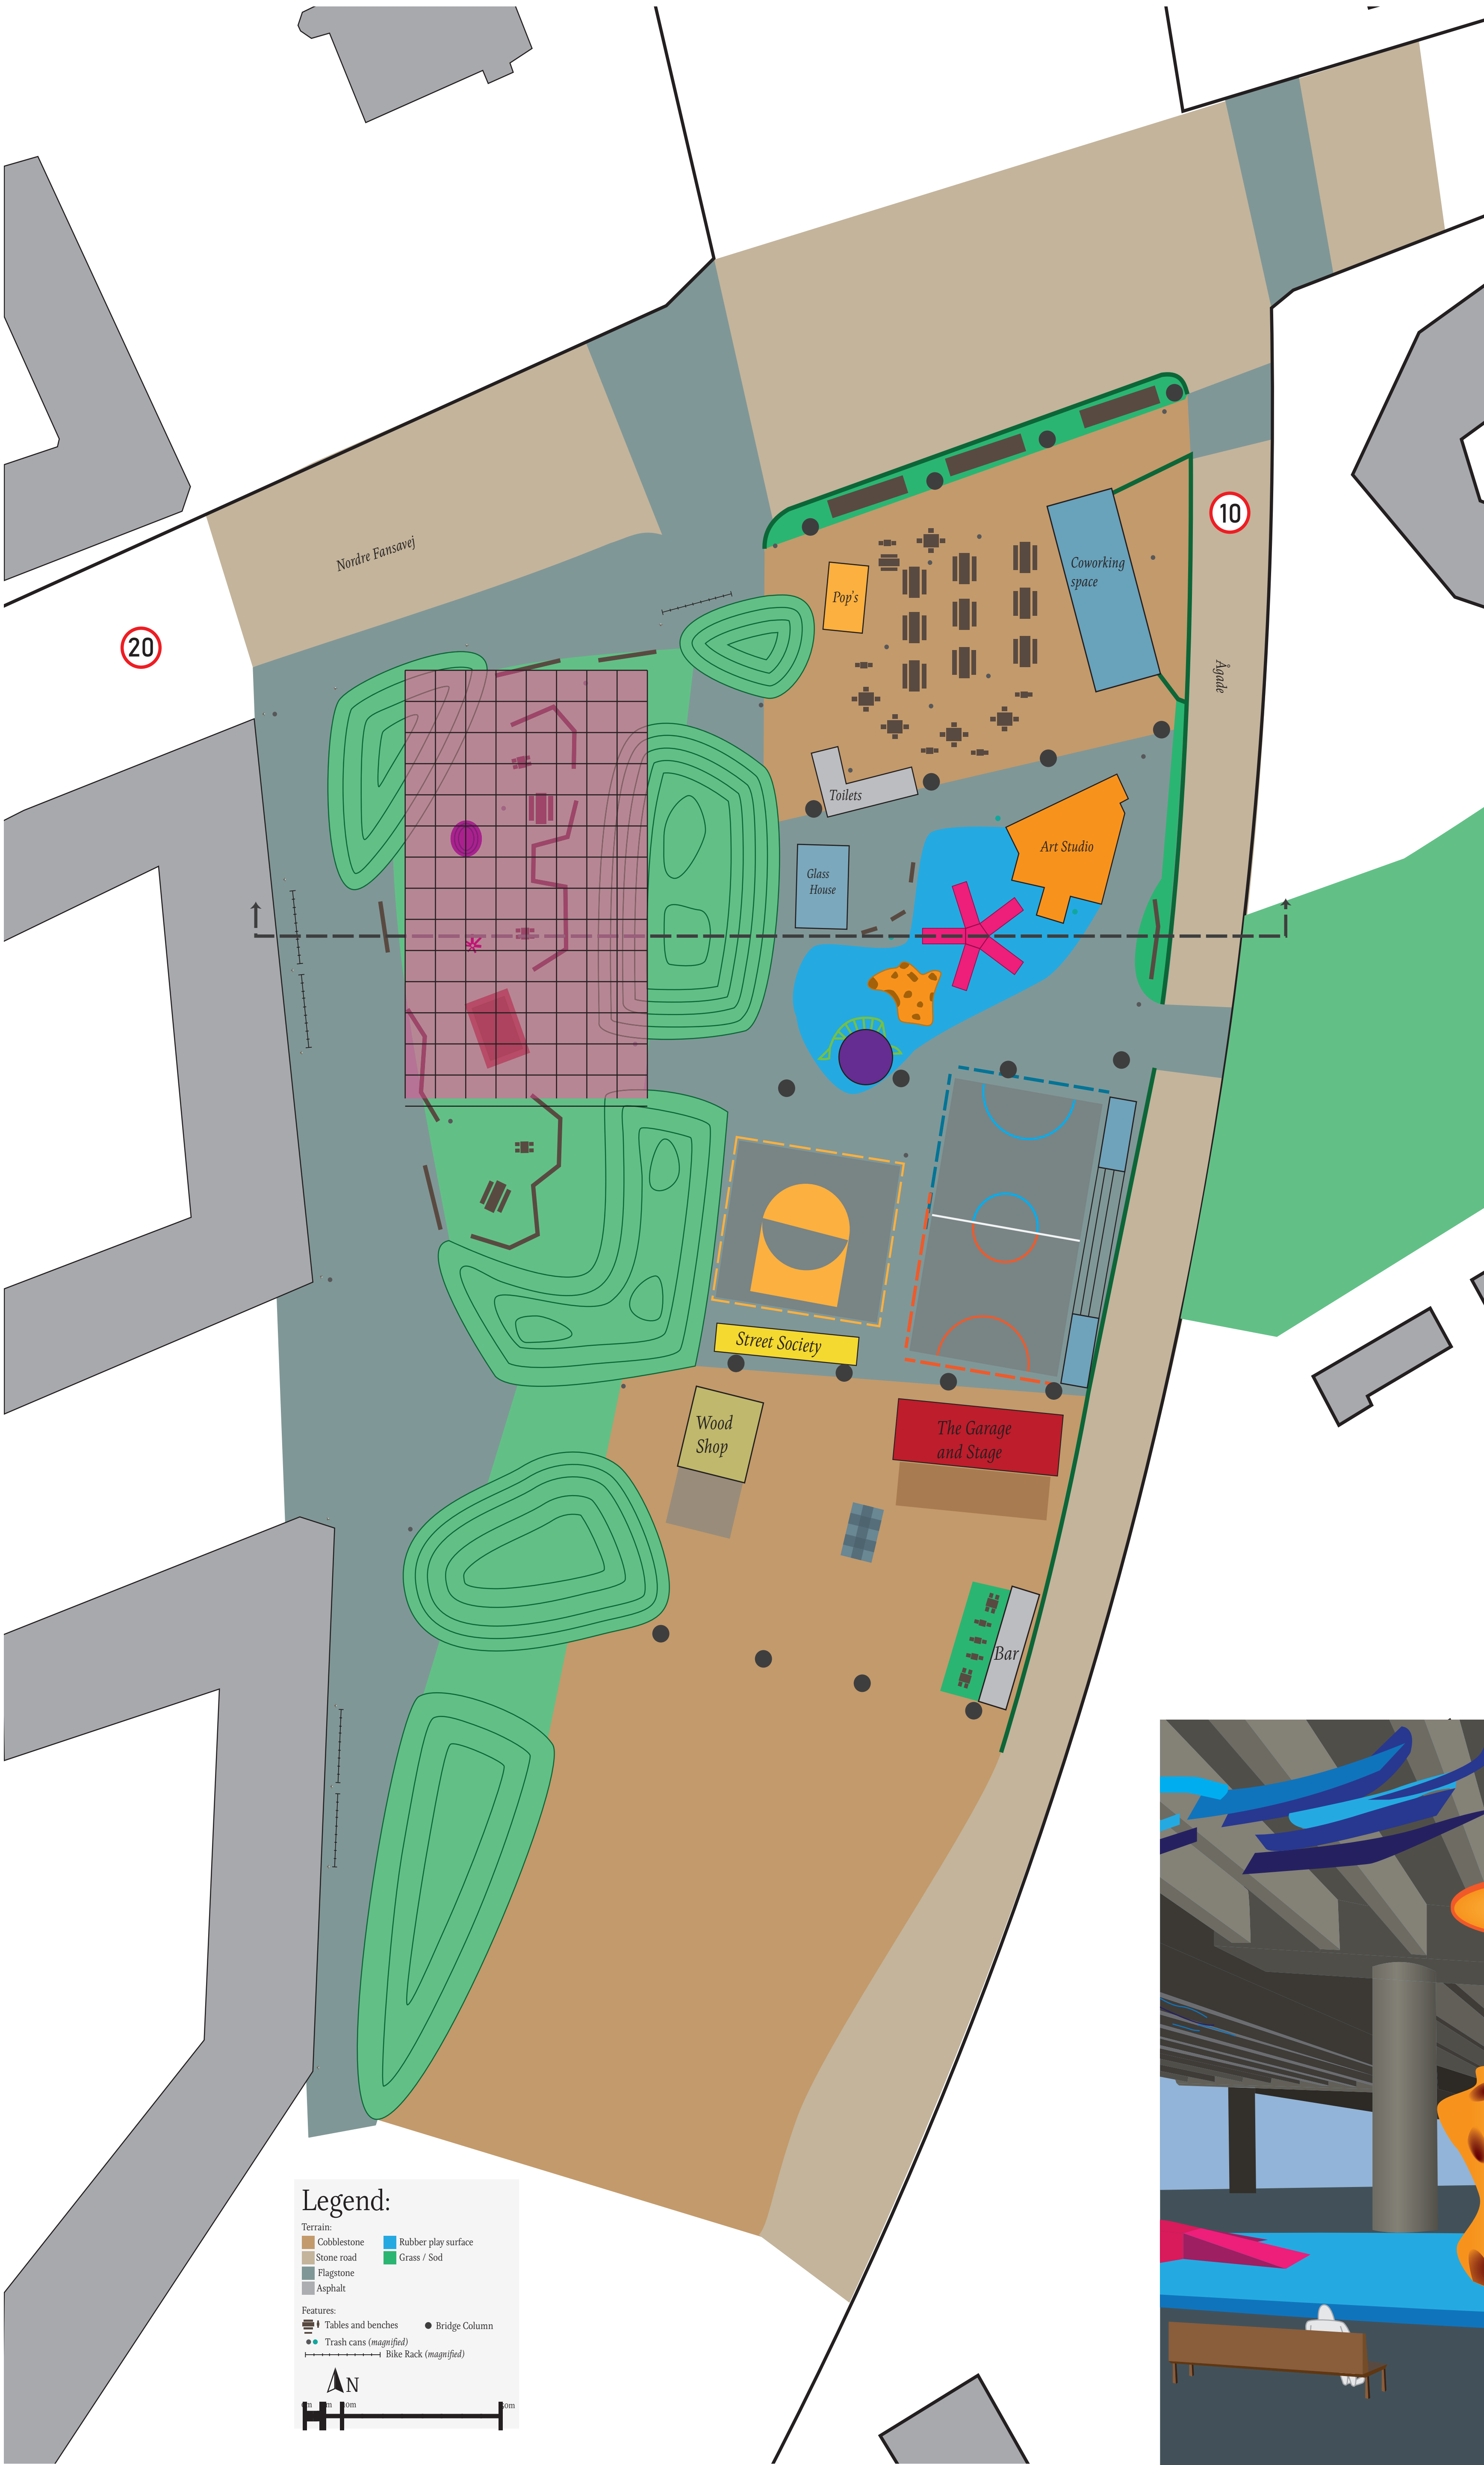 Nordre Fansavej
20
10
Pop's
Coworking
space
Ågade
Toilets
Glass
House
Art Studio
Street Society
Wood
Shop
The Garage
and Stage
Bar
Legend:
Terrain:
Cobblestone
Rubber play surface
Stone road
Grass / Sod
Flagstone
Asphalt
Features:
Tables and benches
Bridge Column
Trash cans (magnified)
Bike Rack (magnified)
N